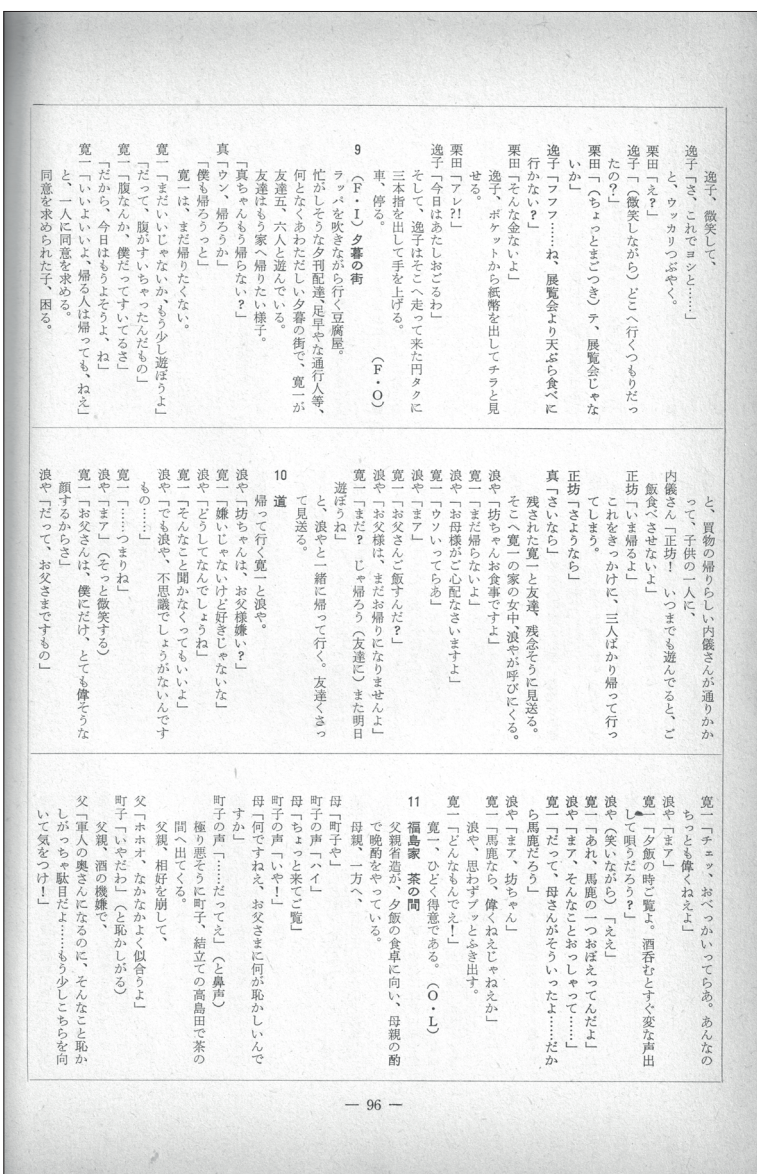 逸子、微笑して、
逸子「さ、これでヨシと……」
と、ウッカリつぶやく。
栗田「え？」
逸子「（微笑しながら）どこへ行くつもりだっ
たの？」
栗田「（ちょっとまごつき）テ、展覧会じゃな
いか」
逸子「フフフ……ね、展覧会より天ぷら食べに
行かない？」
栗田「そんな金ないよ」
逸子、ポケットから紙幣を出してチラと見
せる。
栗田「アレ?!」
逸子「今日はあたしおごるわ」
そして、逸子はそこへ走って来た円タクに
三本指を出して手を上げる。
車、停る。
（F・O）
9 （F・I）夕暮の街
ラッパを吹きながら行く豆腐屋。
忙がしそうな夕刊配達、足早やな通行人等、
何となくあわただしい夕暮の街で、寛一が
友達五、六人と遊んでいる。
友達はもう家へ帰りたい様子。
「真ちゃんもう帰らない？」
真「ウン、帰ろうか」
「僕も帰ろうっと」
寛一は、まだ帰りたくない。
寛一「まだいいじゃないか、もう少し遊ぼうよ」
「だって、腹がすいちゃったんだもの」
寛一「腹なんか、僕だってすいてるさ」
「だから、今日はもうよそうよ、ね」
寛一「いいよいいよ、帰る人は帰っても、ねえ」
と、一人に同意を求める。
同意を求められた子、困る。
と、買物の帰りらしい内儀さんが通りかか
って、子供の一人に、
内儀さん「正坊！　いつまでも遊んでると、ご
飯食べさせないよ」
正坊「いま帰るよ」
これをきっかけに、三人ばかり帰って行っ
てしまう。
正坊「さようなら」
真「さいなら」
残された寛一と友達、残念そうに見送る。
そこへ寛一の家の女中、浪やが呼びにくる。
浪や「坊ちゃんお食事ですよ」
寛一「まだ帰らないよ」
浪や「お母様がご心配なさいますよ」
寛一「ウソいってらあ」
浪や「まア」
寛一「お父さんご飯すんだ？」
浪や「お父様は、まだお帰りになりませんよ」
寛一「まだ？　じゃ帰ろう（友達に）また明日
遊ぼうね」
と、浪やと一緒に帰って行く。友達くさっ
て見送る。
10 道
帰って行く寛一と浪や。
浪や「坊ちゃんは、お父様嫌い？」
寛一「嫌いじゃないけど好きじゃないな」
浪や「どうしてなんでしょうね」
寛一「そんなこと聞かなくってもいいよ」
浪や「でも浪や、不思議でしょうがないんです
もの……」
寛一「……つまりね」
浪や「まア」（そっと微笑する）
寛一「お父さんは、僕にだけ、とても偉そうな
顔するからさ」
浪や「だって、お父さまですもの」
寛一「チェッ、おべっかいってらあ。あんなの
ちっとも偉くねえよ」
浪や「まア」
寛一「夕飯の時ご覧よ。酒呑むとすぐ変な声出
して唄うだろう？」
浪や（笑いながら）「ええ」
寛一「あれ、馬鹿の一つおぼえってんだよ」
浪や「まア、そんなことおっしゃって……」
寛一「だって、母さんがそういったよ……だか
ら馬鹿だろう」
浪や「まア、坊ちゃん」
寛一「馬鹿なら、偉くねえじゃねえか」
浪や、思わずプッとふき出す。
寛一「どんなもんでえ！」
寛一、ひどく得意である。（O・L）
11 福島家　茶の間
父親省造が、夕飯の食卓に向い、母親の酌
で晩酌をやっている。
母親、一方へ、
母「町子や」
町子の声「ハイ」
母「ちょっと来てご覧」
町子の声「いや！」
母「何ですねえ、お父さまに何が恥かしいんで
すか」
町子の声「……だってえ」（と鼻声）
極り悪そうに町子、結立ての高島田で茶の
間へ出てくる。
父親、相好を崩して、
父「ホホオ、なかなかよく似合うよ」
町子「いやだわ」（と恥かしがる）
父親、酒の機嫌で、
父「軍人の奥さんになるのに、そんなこと恥か
しがっちゃ駄目だよ……もう少しこちらを向
いて気をつけ！」
— 96 —